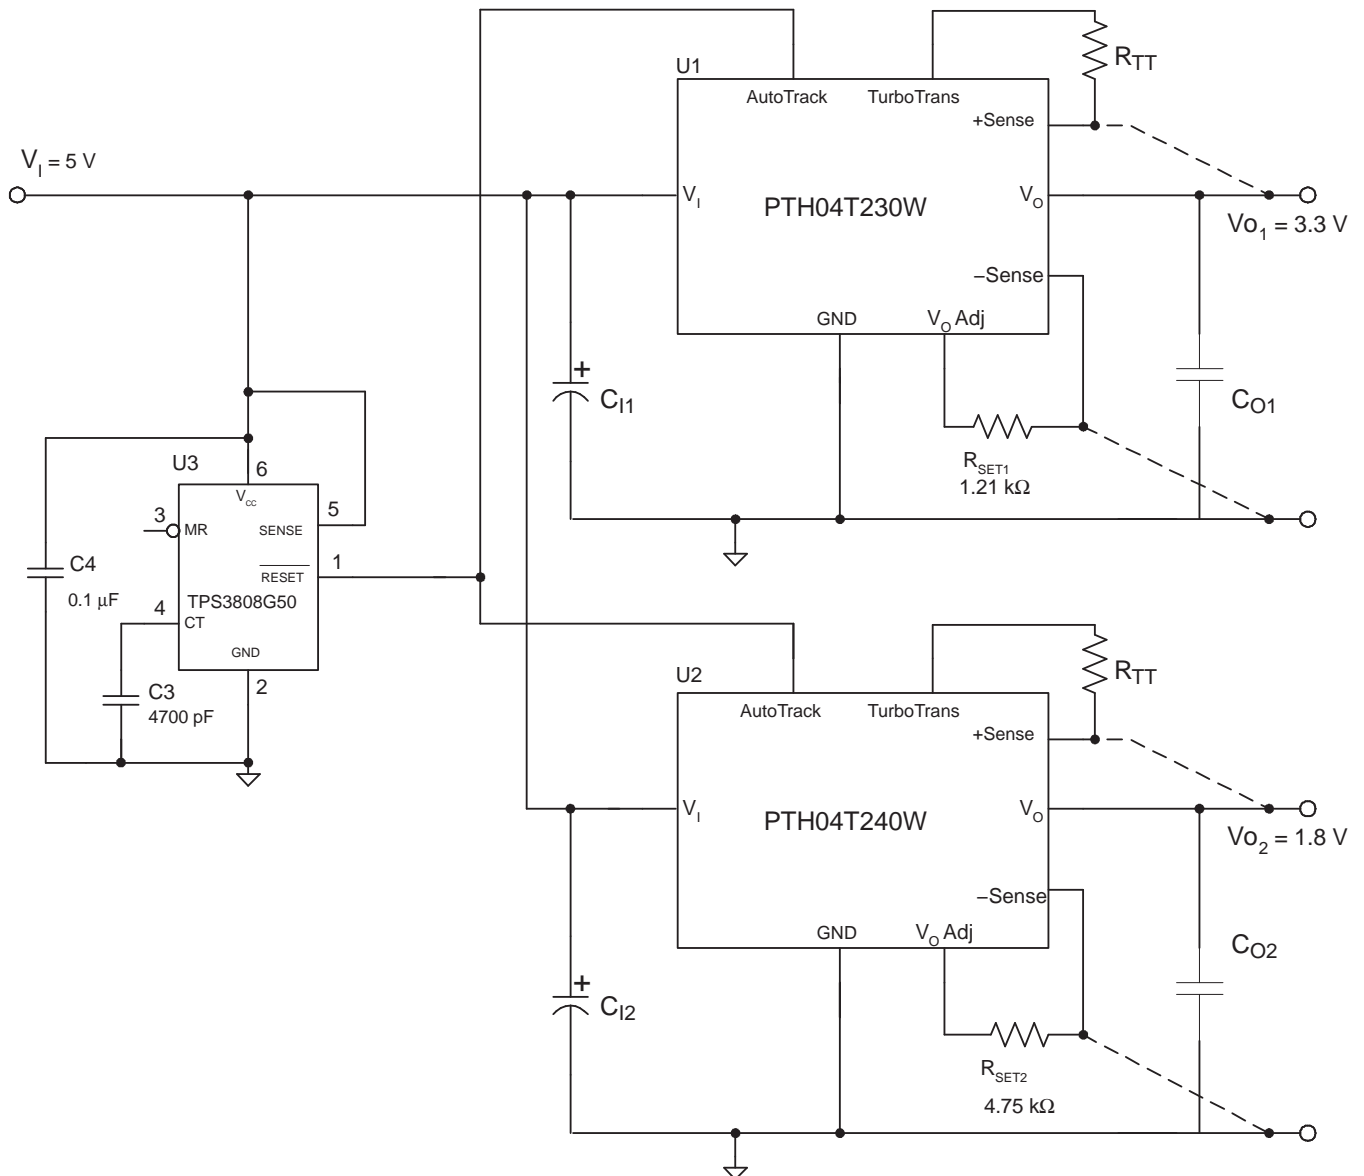 U1
AutoTrack
TurboTrans
R_TT
+Sense
V_I = 5 V
V_I
PTH04T230W
V_O
Vo_1 = 3.3 V
−Sense
GND
V_O Adj
+
C_I1
C_O1
R_SET1
1.21 kΩ
U3
6
V_CC
3
MR
5
SENSE
1
RESET
C4
0.1 μF
TPS3808G50
4
CT
GND
2
C3
4700 pF
U2
AutoTrack
TurboTrans
R_TT
+Sense
V_I
PTH04T240W
V_O
Vo_2 = 1.8 V
−Sense
GND
V_O Adj
C_O2
+
C_I2
R_SET2
4.75 kΩ